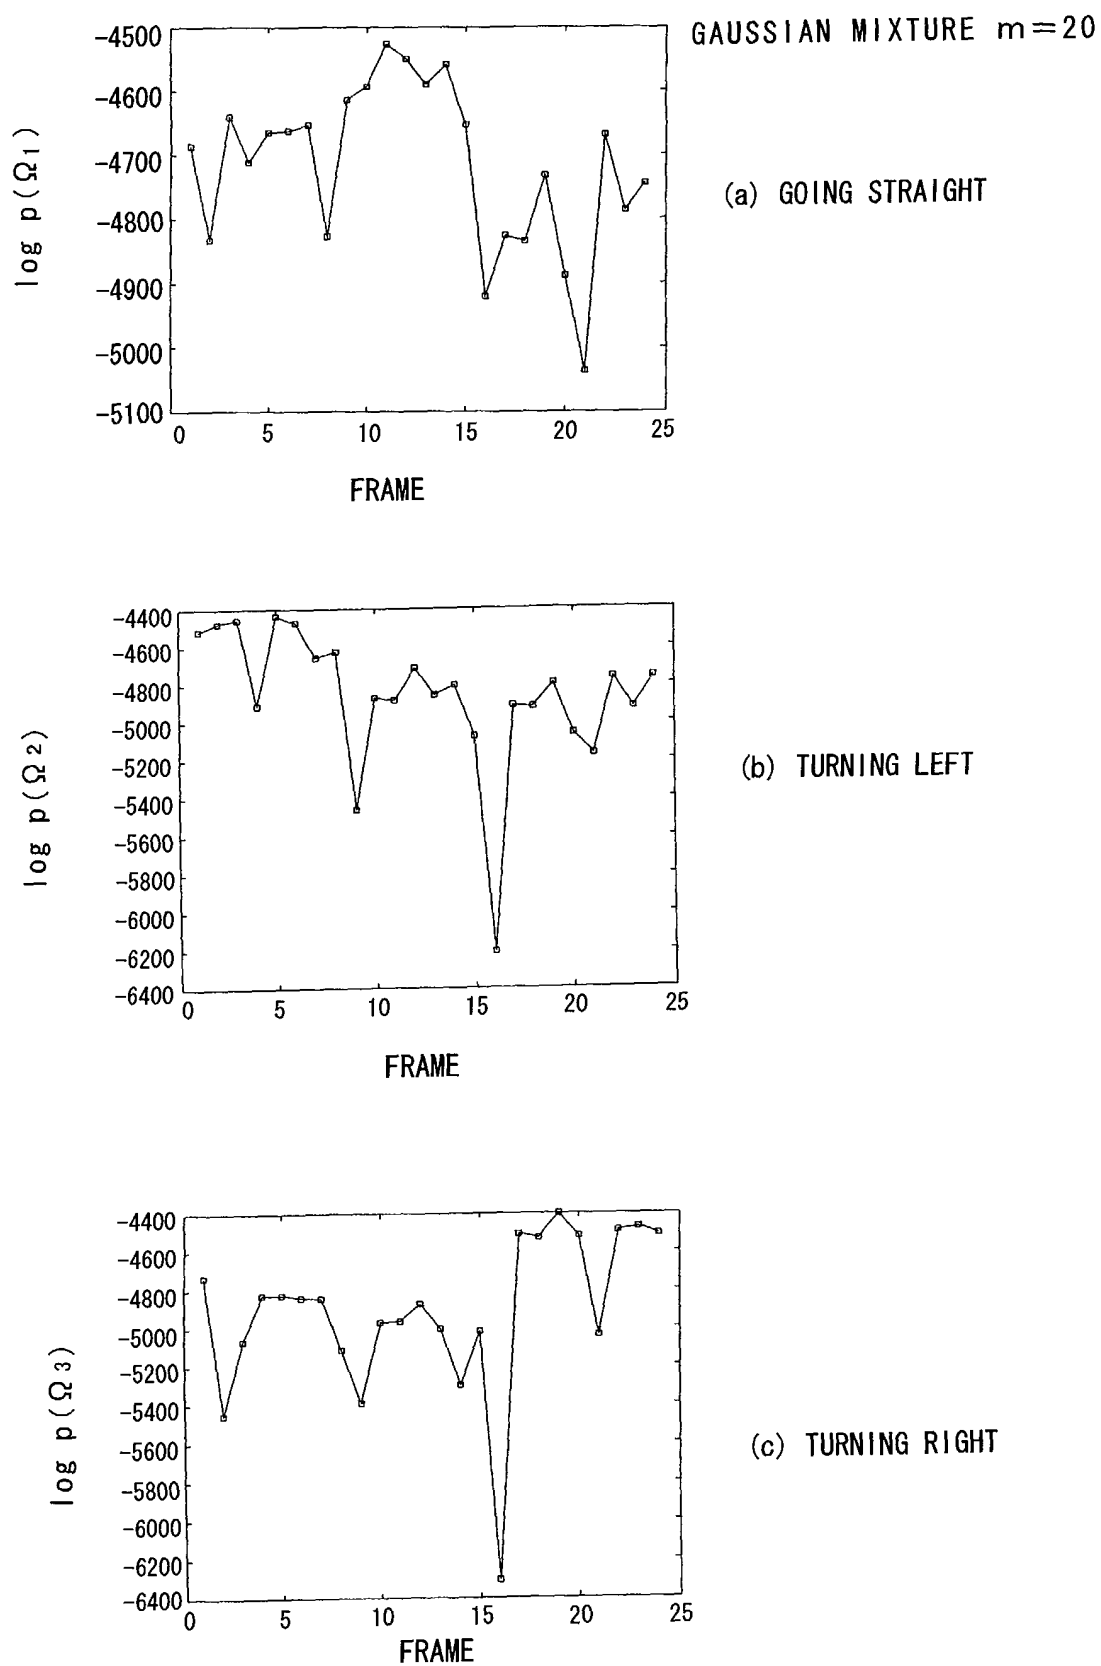 GAUSSIAN MIXTURE m=20
-4500
-4600
-4700
-4800
-4900
-5000
-5100
log p(Ω1)
0 5 10 15 20 25
FRAME
(a) GOING STRAIGHT
-4400
-4600
-4800
-5000
-5200
-5400
-5600
-5800
-6000
-6200
-6400
log p(Ω2)
0 5 10 15 20 25
FRAME
(b) TURNING LEFT
-4400
-4600
-4800
-5000
-5200
-5400
-5600
-5800
-6000
-6200
-6400
log p(Ω3)
0 5 10 15 20 25
FRAME
(c) TURNING RIGHT